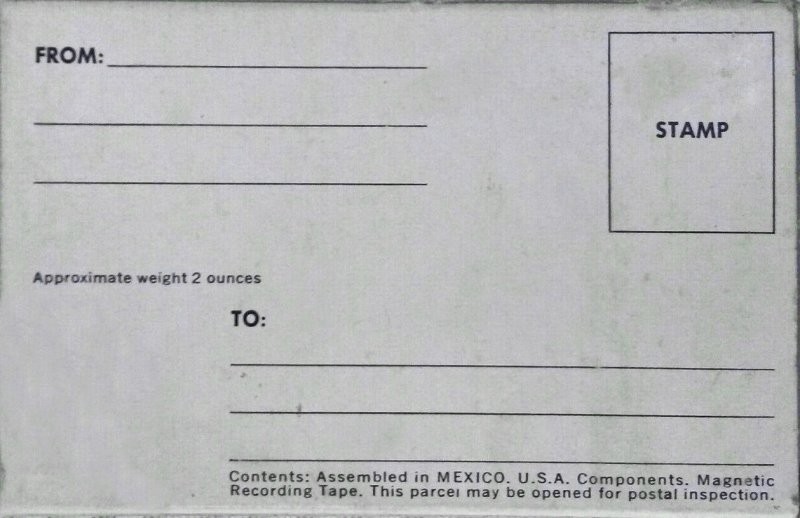 FROM:
STAMP
Approximate weight 2 ounces
TO:
Contents: Assembled in MEXICO. U.S.A. Components. Magnetic
Recording Tape. This parcel may be opened for postal inspection.